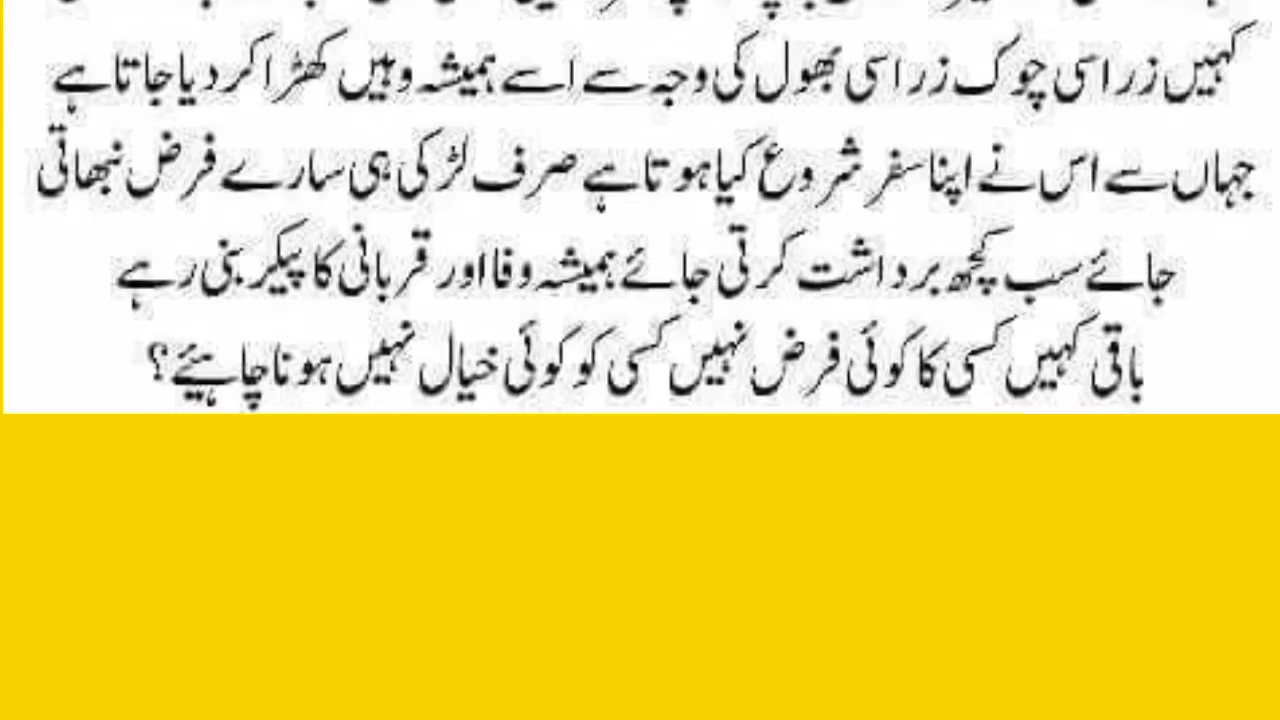 کہیں زرا سی چوک زرا سی بھول کی وجہ سے اسے ہمیشہ وہیں کھڑا کر دیا جاتا ہے
جہاں سے اس نے اپنا سفر شروع کیا ہوتا ہے صرف لڑکی ہی سارے فرض نبھاتی
جائے سب کچھ برداشت کرتی جائے ہمیشہ وفا اور قربانی کا پیکر بنی رہے
باقی کہیں کسی کا کوئی فرض نہیں کسی کو کوئی خیال نہیں ہونا چاہیئے؟